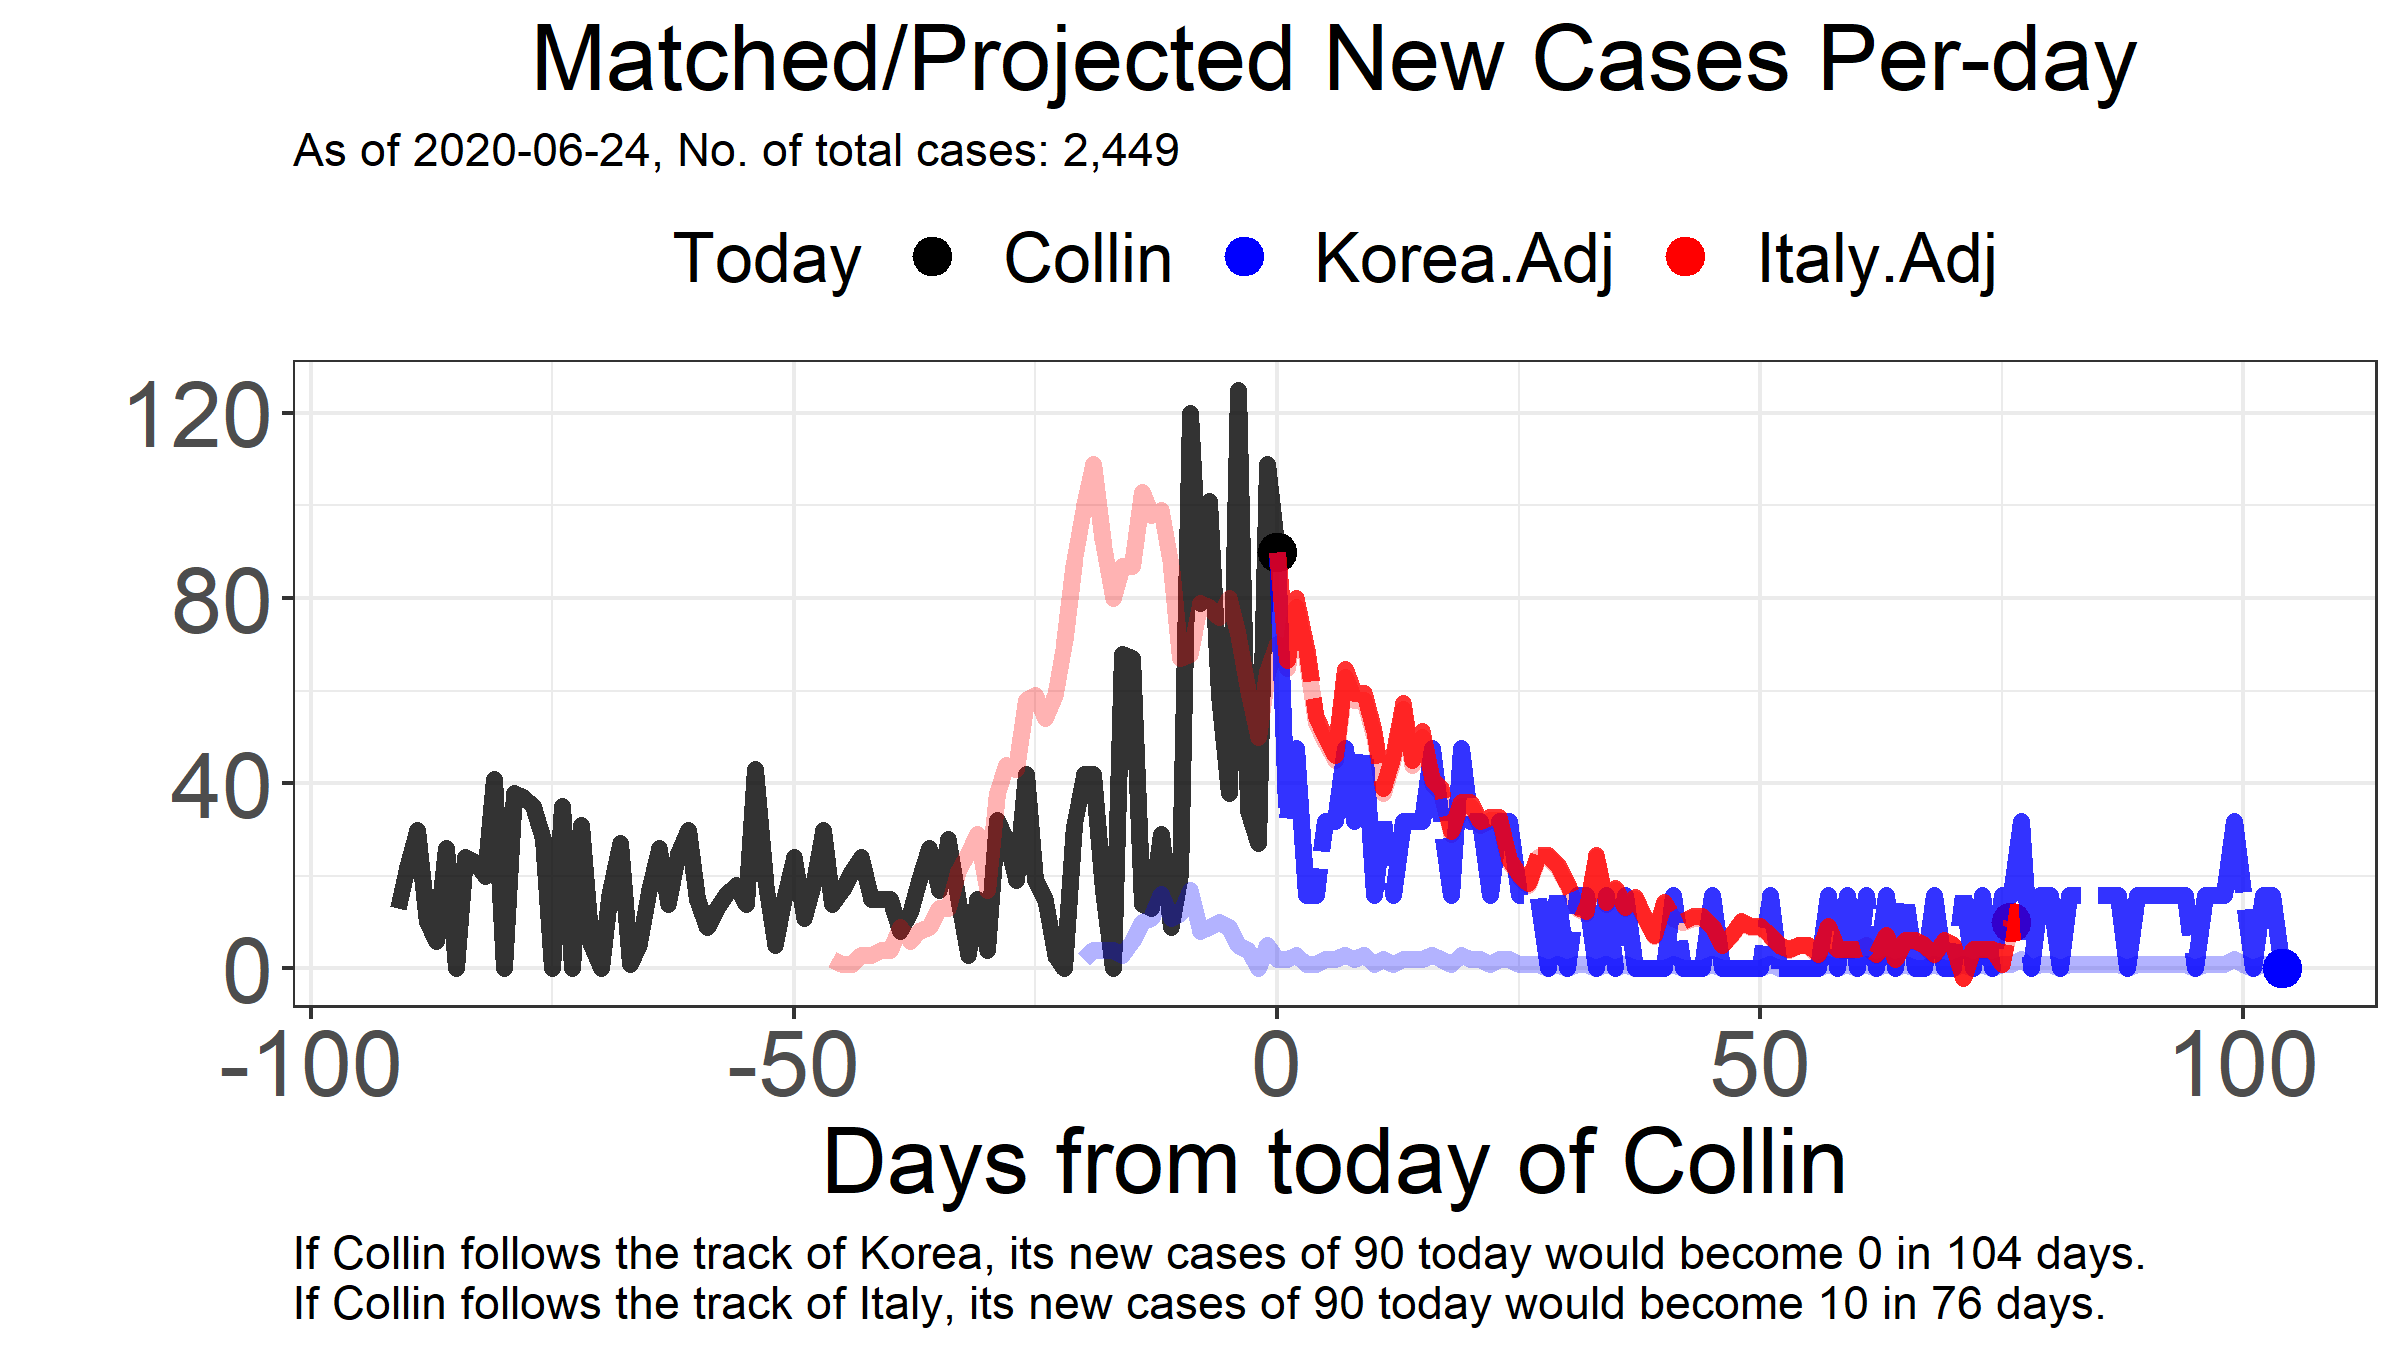 Matched/Projected New Cases Per-day
As of 2020-06-24, No. of total cases: 2,449
Today Collin Korea.Adj Italy.Adj
120
80
40
0
-100 -50 0 50 100
Days from today of Collin
If Collin follows the track of Korea, its new cases of 90 today would become 0 in 104 days.
If Collin follows the track of Italy, its new cases of 90 today would become 10 in 76 days.